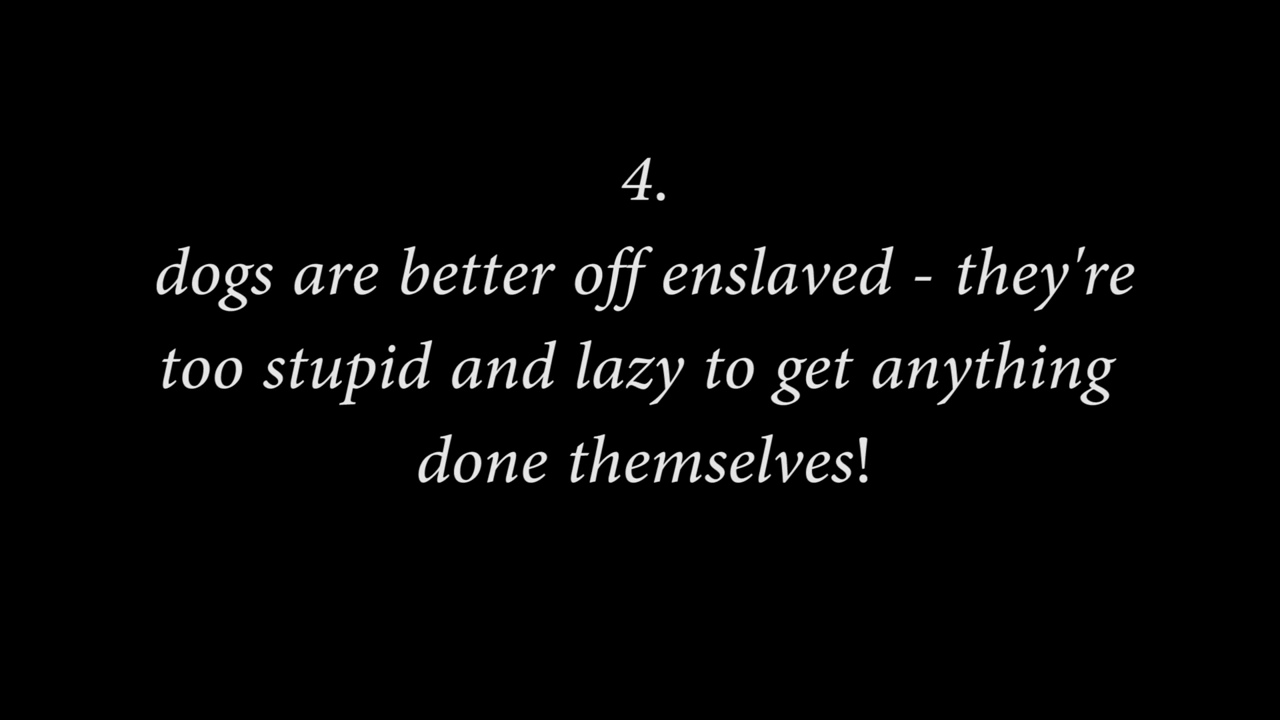 4.
dogs are better off enslaved - they're
too stupid and lazy to get anything
done themselves!